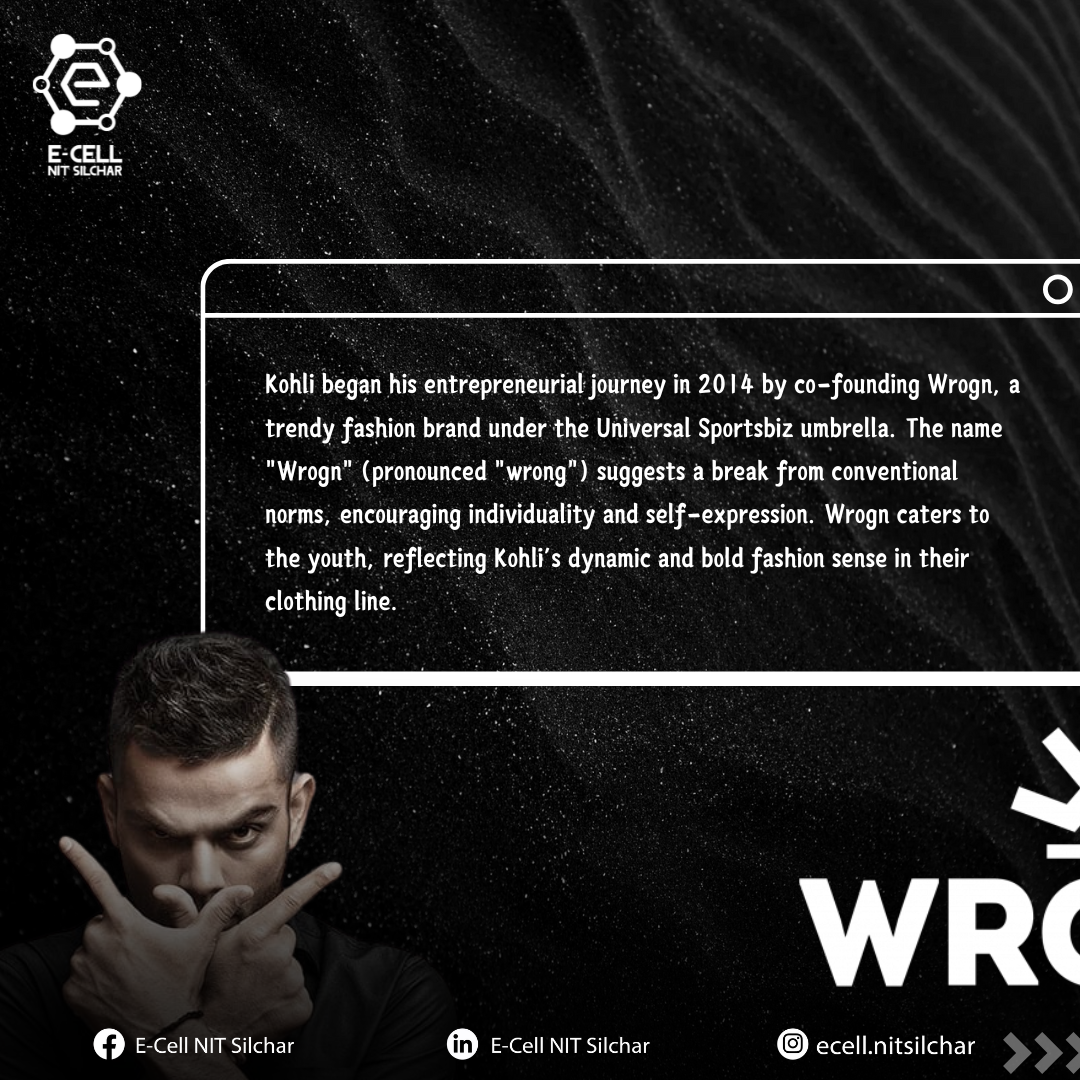 E-CELL
NIT SILCHAR
Kohli began his entrepreneurial journey in 2014 by co-founding Wrogn, a
trendy fashion brand under the Universal Sportsbiz umbrella. The name
"Wrogn" (pronounced "wrong") suggests a break from conventional
norms, encouraging individuality and self-expression. Wrogn caters to
the youth, reflecting Kohli's dynamic and bold fashion sense in their
clothing line.
WRO
E-Cell NIT Silchar
E-Cell NIT Silchar
ecell.nitsilchar